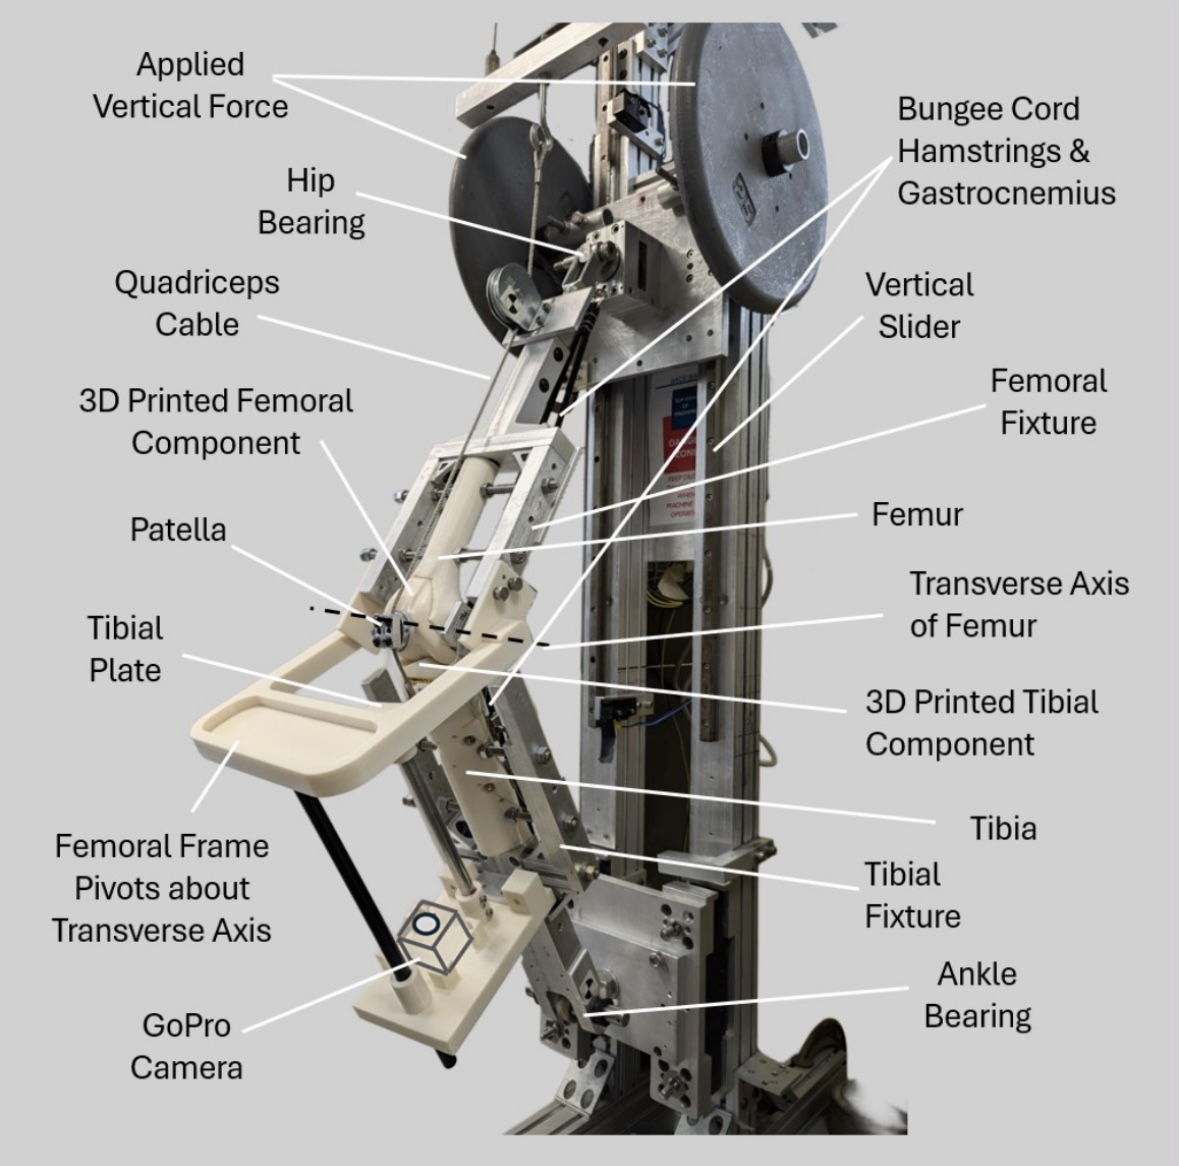 Applied
Vertical Force
Hip
Bearing
Quadriceps
Cable
3D Printed Femoral
Component
Patella
Tibial
Plate
Femoral Frame
Pivots about
Transverse Axis
GoPro
Camera
Bungee Cord
Hamstrings &
Gastrocnemius
Vertical
Slider
Femoral
Fixture
Femur
Transverse Axis
of Femur
3D Printed Tibial
Component
Tibia
Tibial
Fixture
Ankle
Bearing